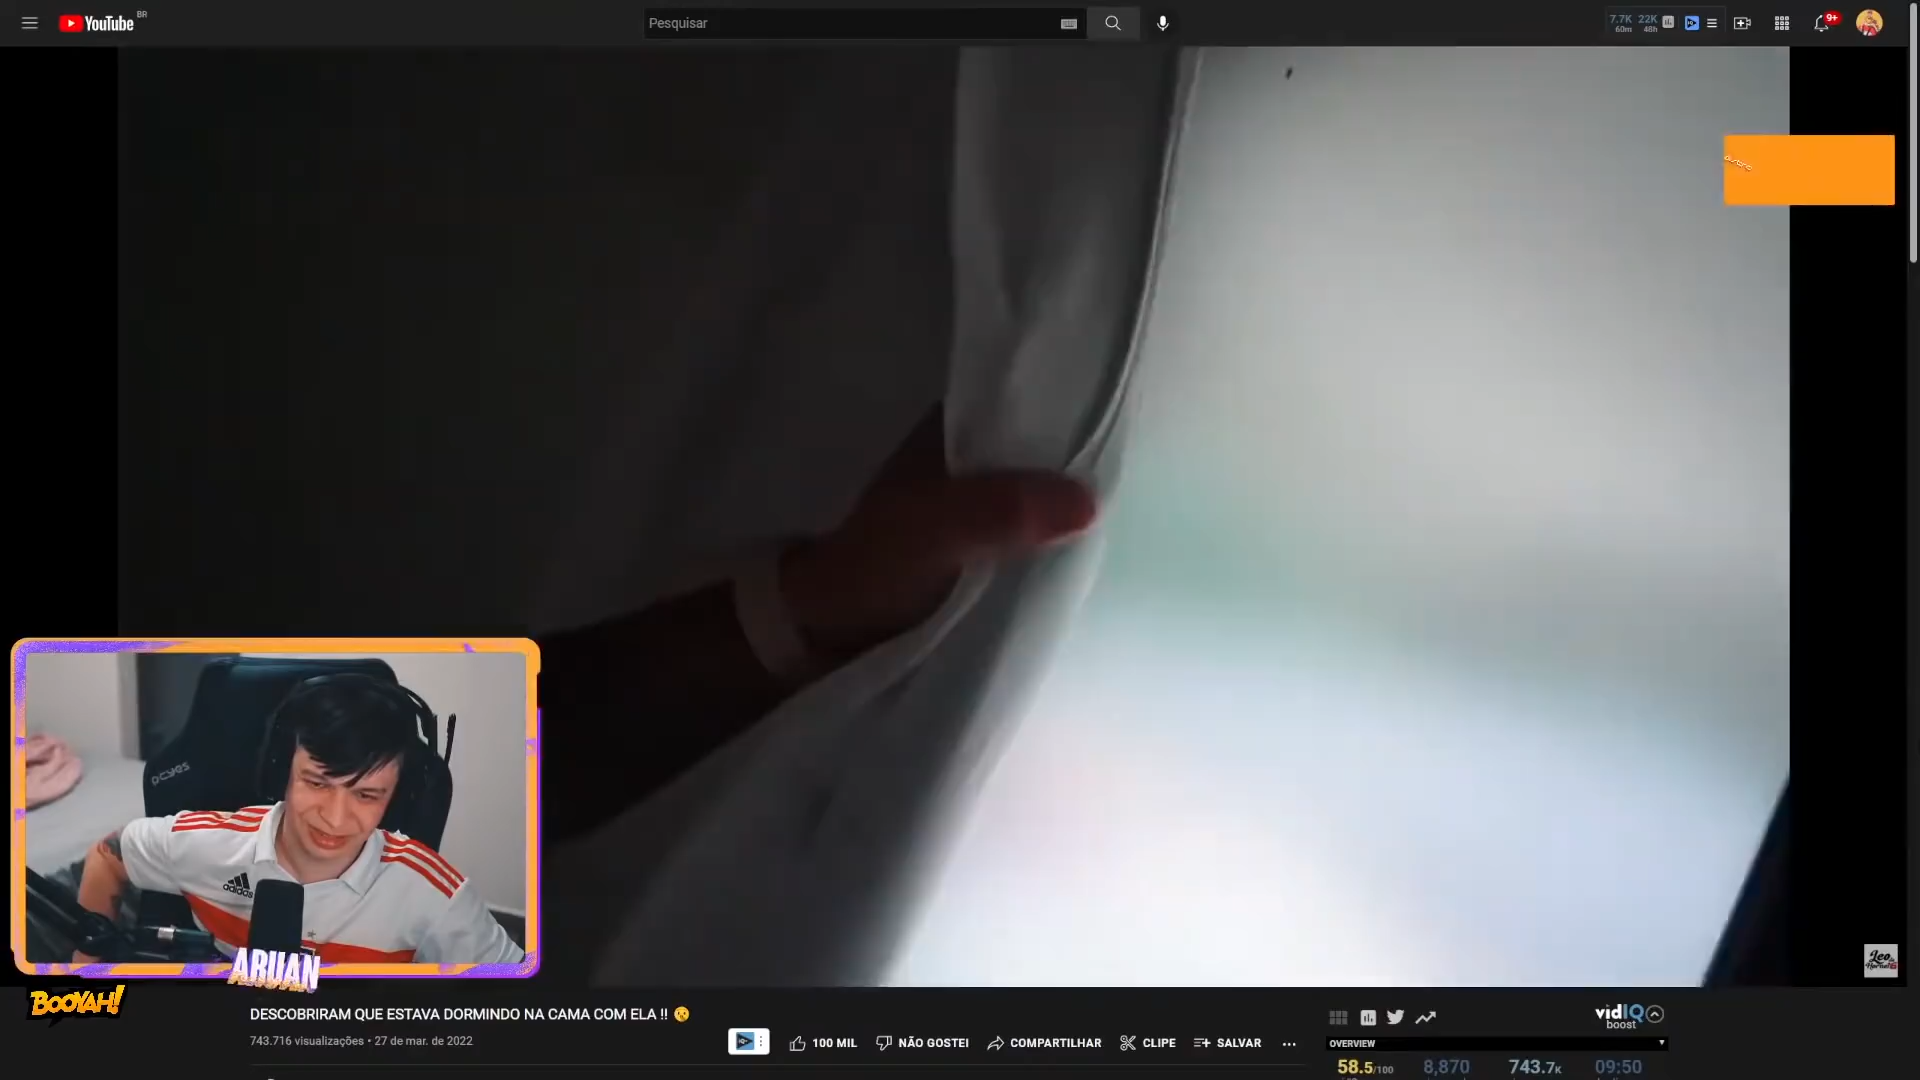 YouTube BR
Pesquisar
7.7K 22K
60m 48h
9+
pcyes
adidas
ARUAN
BOOYAH!
DESCOBRIRAM QUE ESTAVA DORMINDO NA CAMA COM ELA !!
743.716 visualizações • 27 de mar. de 2022
100 MIL
NÃO GOSTEI
COMPARTILHAR
CLIPE
SALVAR
vidIQ
boost
OVERVIEW
58.5/100 8,870 743.7K 09:50
Leo